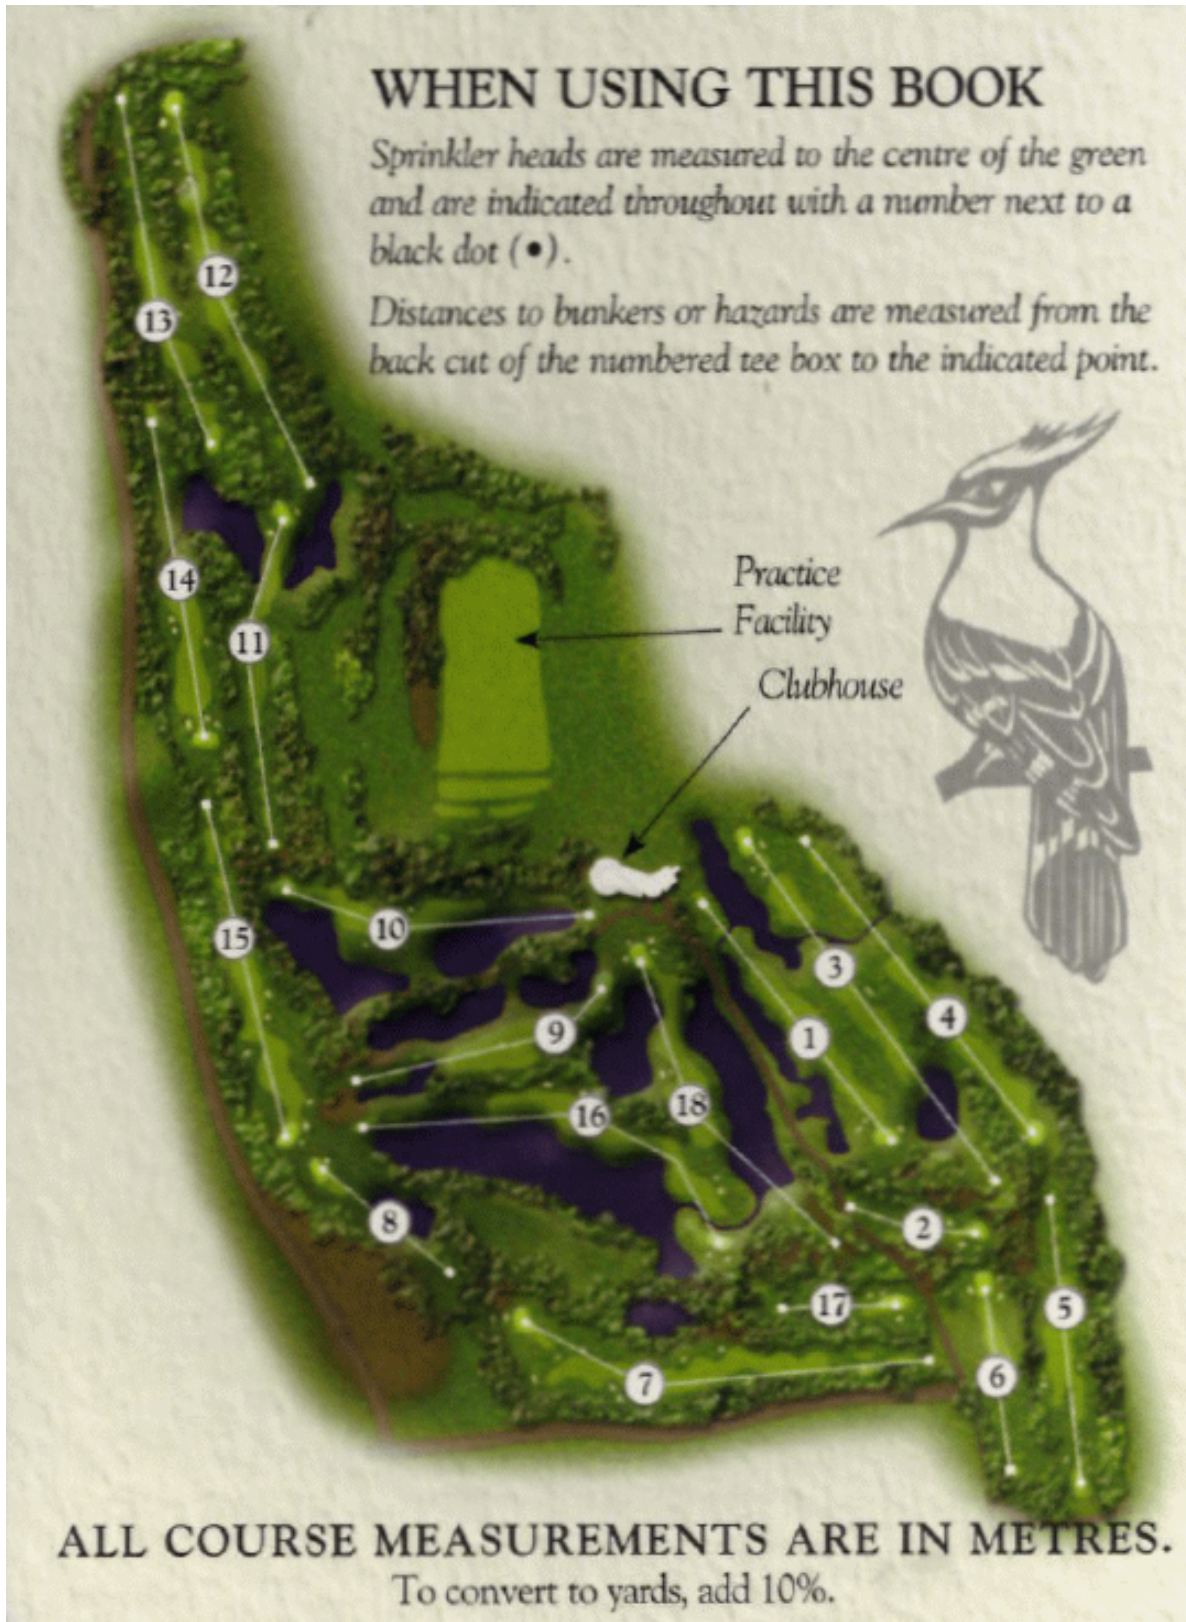 WHEN USING THIS BOOK
Sprinkler heads are measured to the centre of the green
and are indicated throughout with a number next to a
black dot (•).
Distances to bunkers or hazards are measured from the
back cut of the numbered tee box to the indicated point.
12
13
14
11
Practice
Facility
Clubhouse
10
15
3
4
9
1
16
18
8
2
17
5
7
6
ALL COURSE MEASUREMENTS ARE IN METRES.
To convert to yards, add 10%.